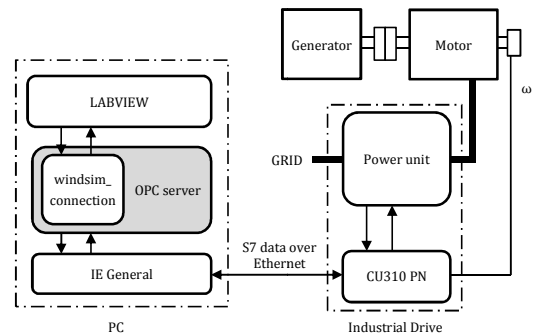 Generator
Motor
LABVIEW
ω
windsim_
connection
OPC server
GRID
Power unit
IE General
S7 data over
Ethernet
CU310 PN
PC
Industrial Drive